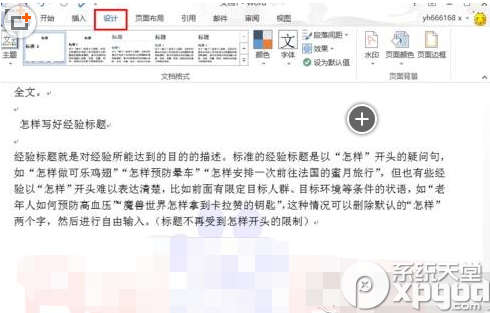 开始 插入 设计 页面布局 引用 邮件 审阅 视图 yh666168 x
主题 标题 标题 标题 标题 颜色 字体 段落间距 效果 设为默认值 水印 页面颜色 页面边框
文档格式 页面背景
全文。
怎样写好经验标题
经验标题就是对经验所能达到的目的的描述。标准的经验标题是以“怎样”开头的疑问句，
如“怎样做可乐鸡翅”“怎样预防晕车”“怎样安排一次前往法国的蜜月旅行”，但也有些经
验以“怎样”开头难以表达清楚，比如前面有限定目标人群、目标环境等条件的状语，如“老
年人如何预防高血压”“魔兽世界怎样拿到卡拉赞的钥匙”，这种情况可以删除默认的“怎样”
两个字，然后进行自由输入。（标题不再受到怎样开头的限制）
系统天堂
xpgod